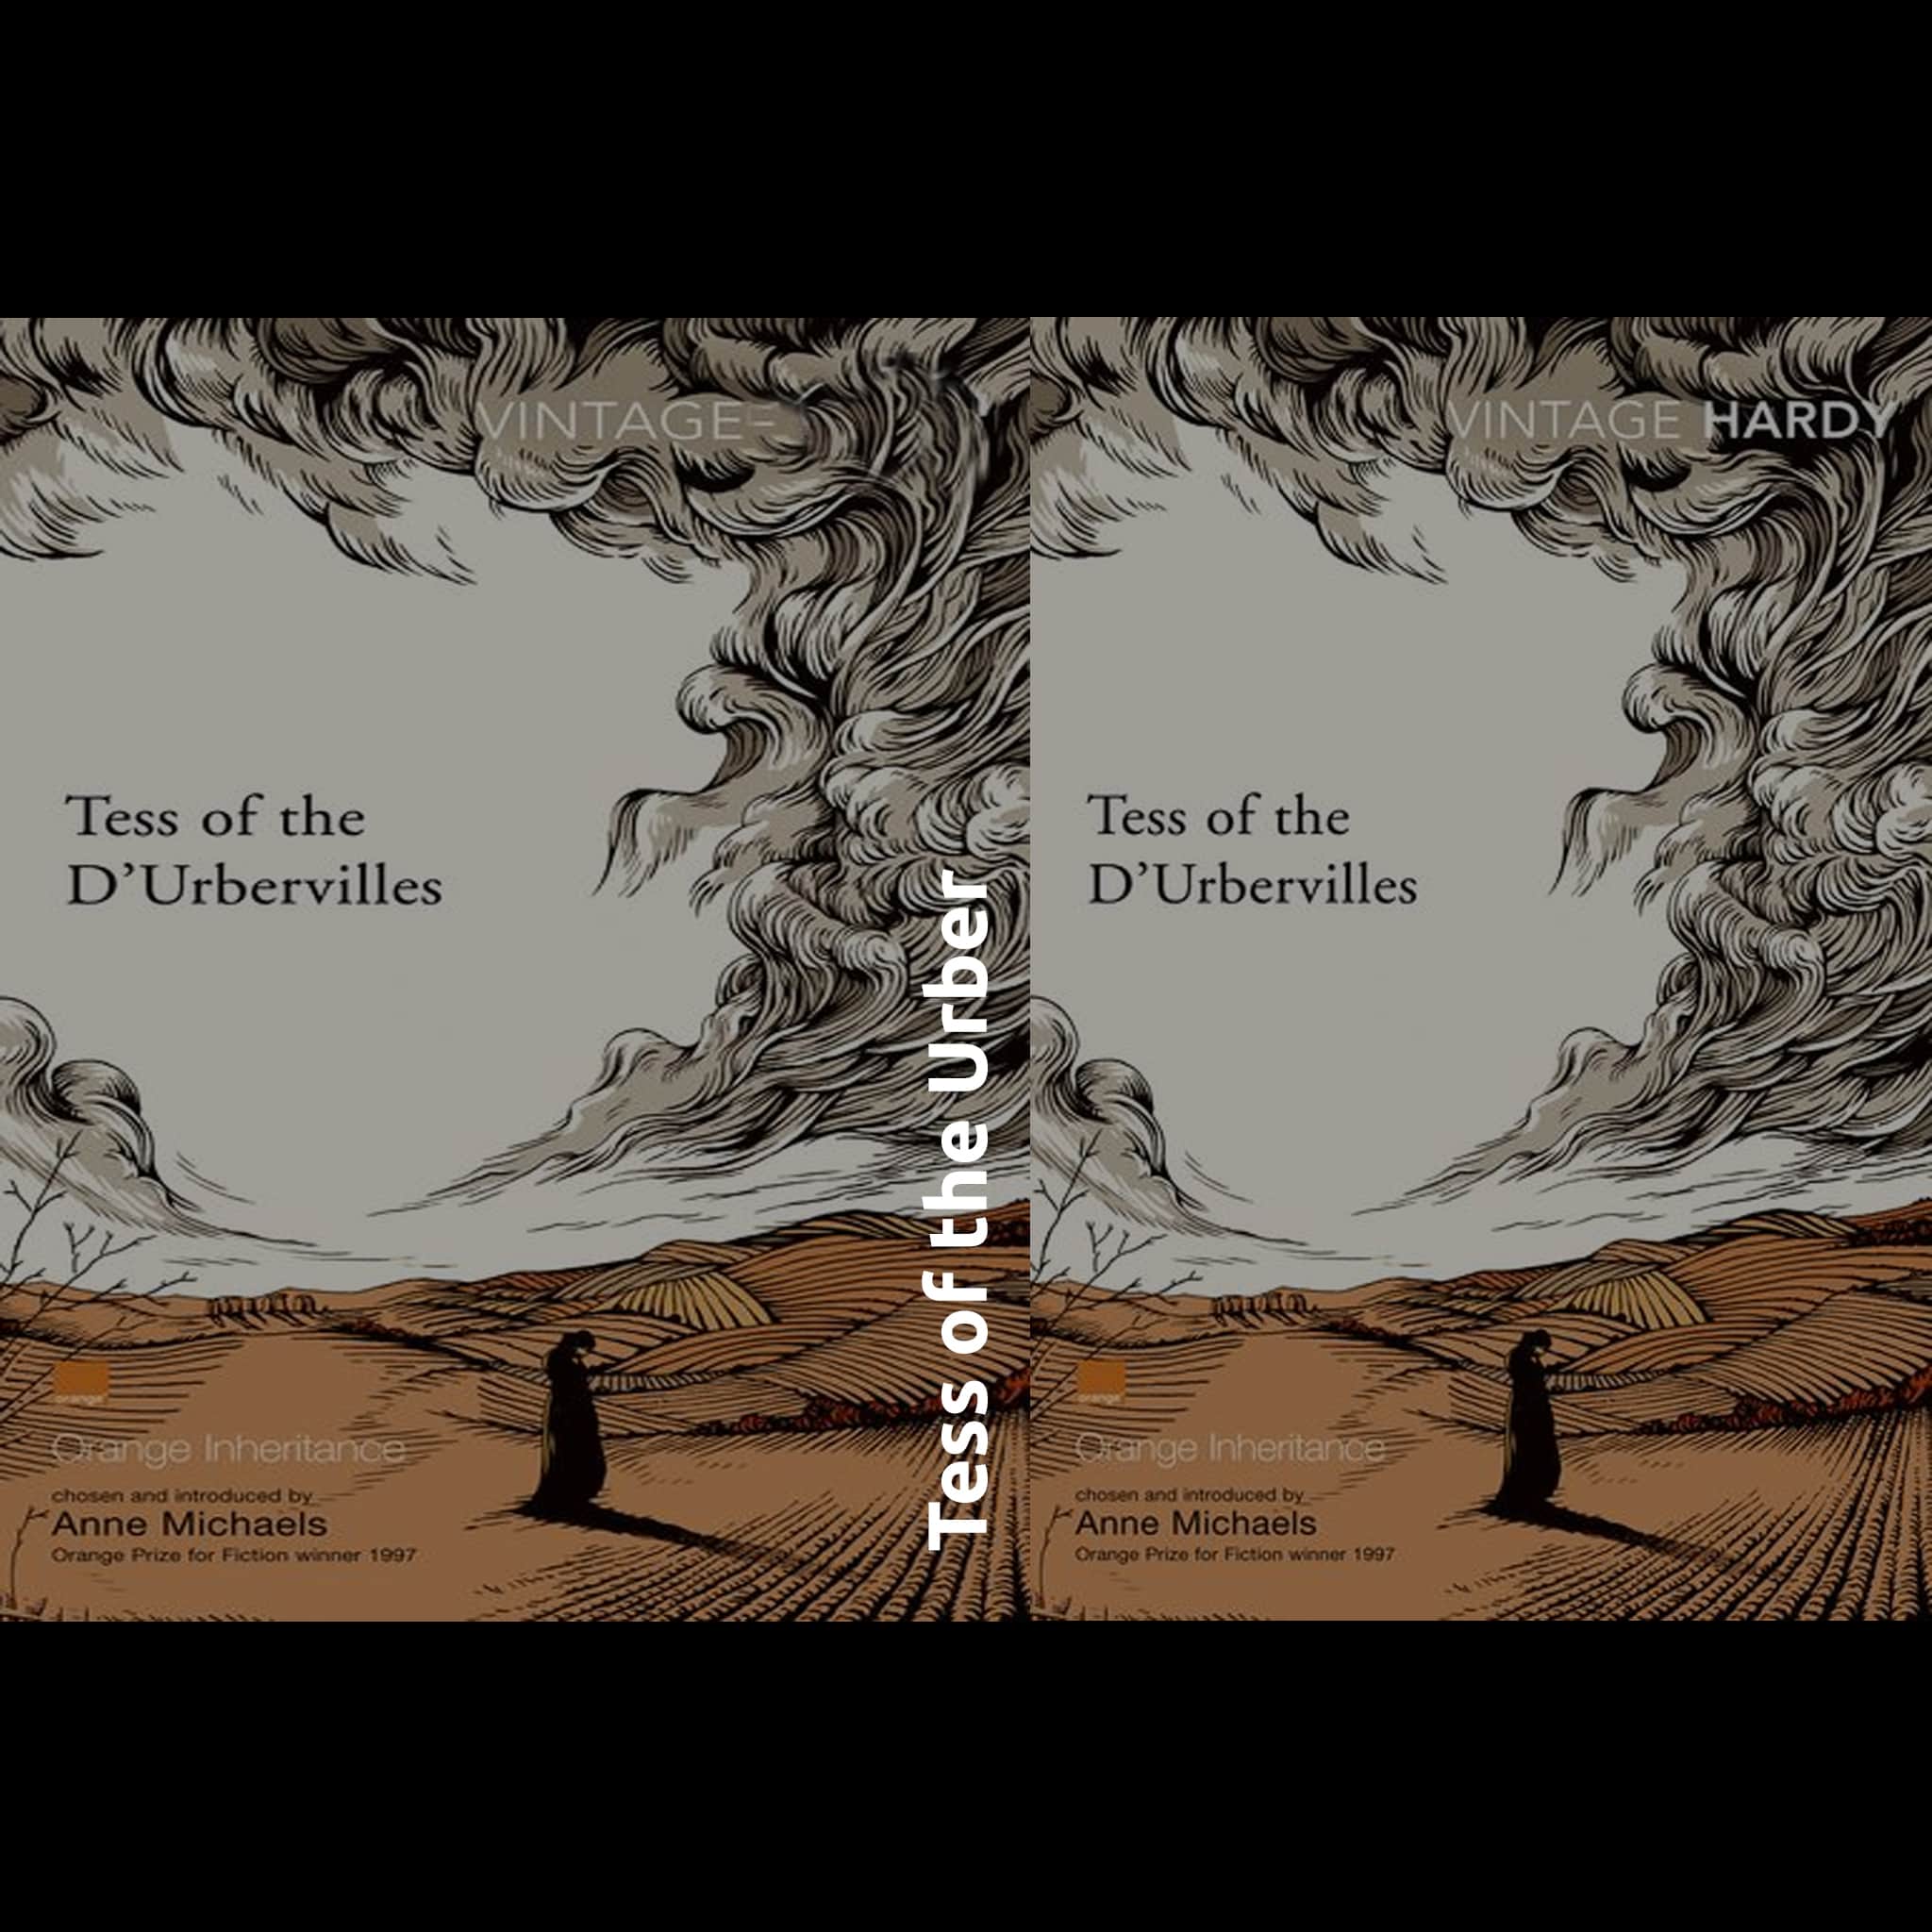 VINTAGE
Tess of the
D’Urbervilles
orange
Orange Inheritance
chosen and introduced by
Anne Michaels
Orange Prize for Fiction winner 1997
Tess of the Urber
VINTAGE HARDY
Tess of the
D’Urbervilles
orange
Orange Inheritance
chosen and introduced by
Anne Michaels
Orange Prize for Fiction winner 1997